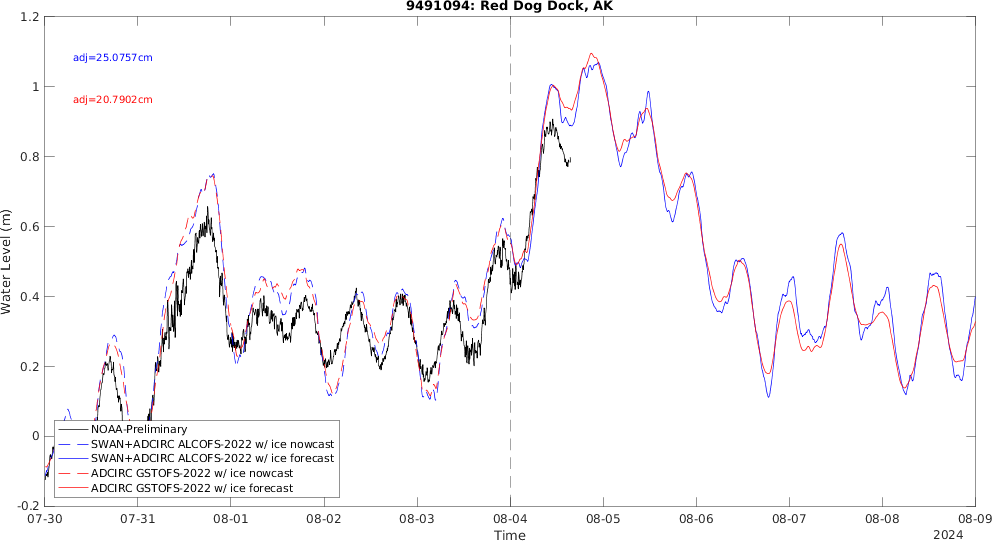 9491094: Red Dog Dock, AK
1.2
1
0.8
0.6
0.4
0.2
0
-0.2
Water Level (m)
adj=25.0757cm
adj=20.7902cm
NOAA-Preliminary
SWAN+ADCIRC ALCOFS-2022 w/ ice nowcast
SWAN+ADCIRC ALCOFS-2022 w/ ice forecast
ADCIRC GSTOFS-2022 w/ ice nowcast
ADCIRC GSTOFS-2022 w/ ice forecast
07-30 07-31 08-01 08-02 08-03 08-04 08-05 08-06 08-07 08-08 08-09
Time
2024